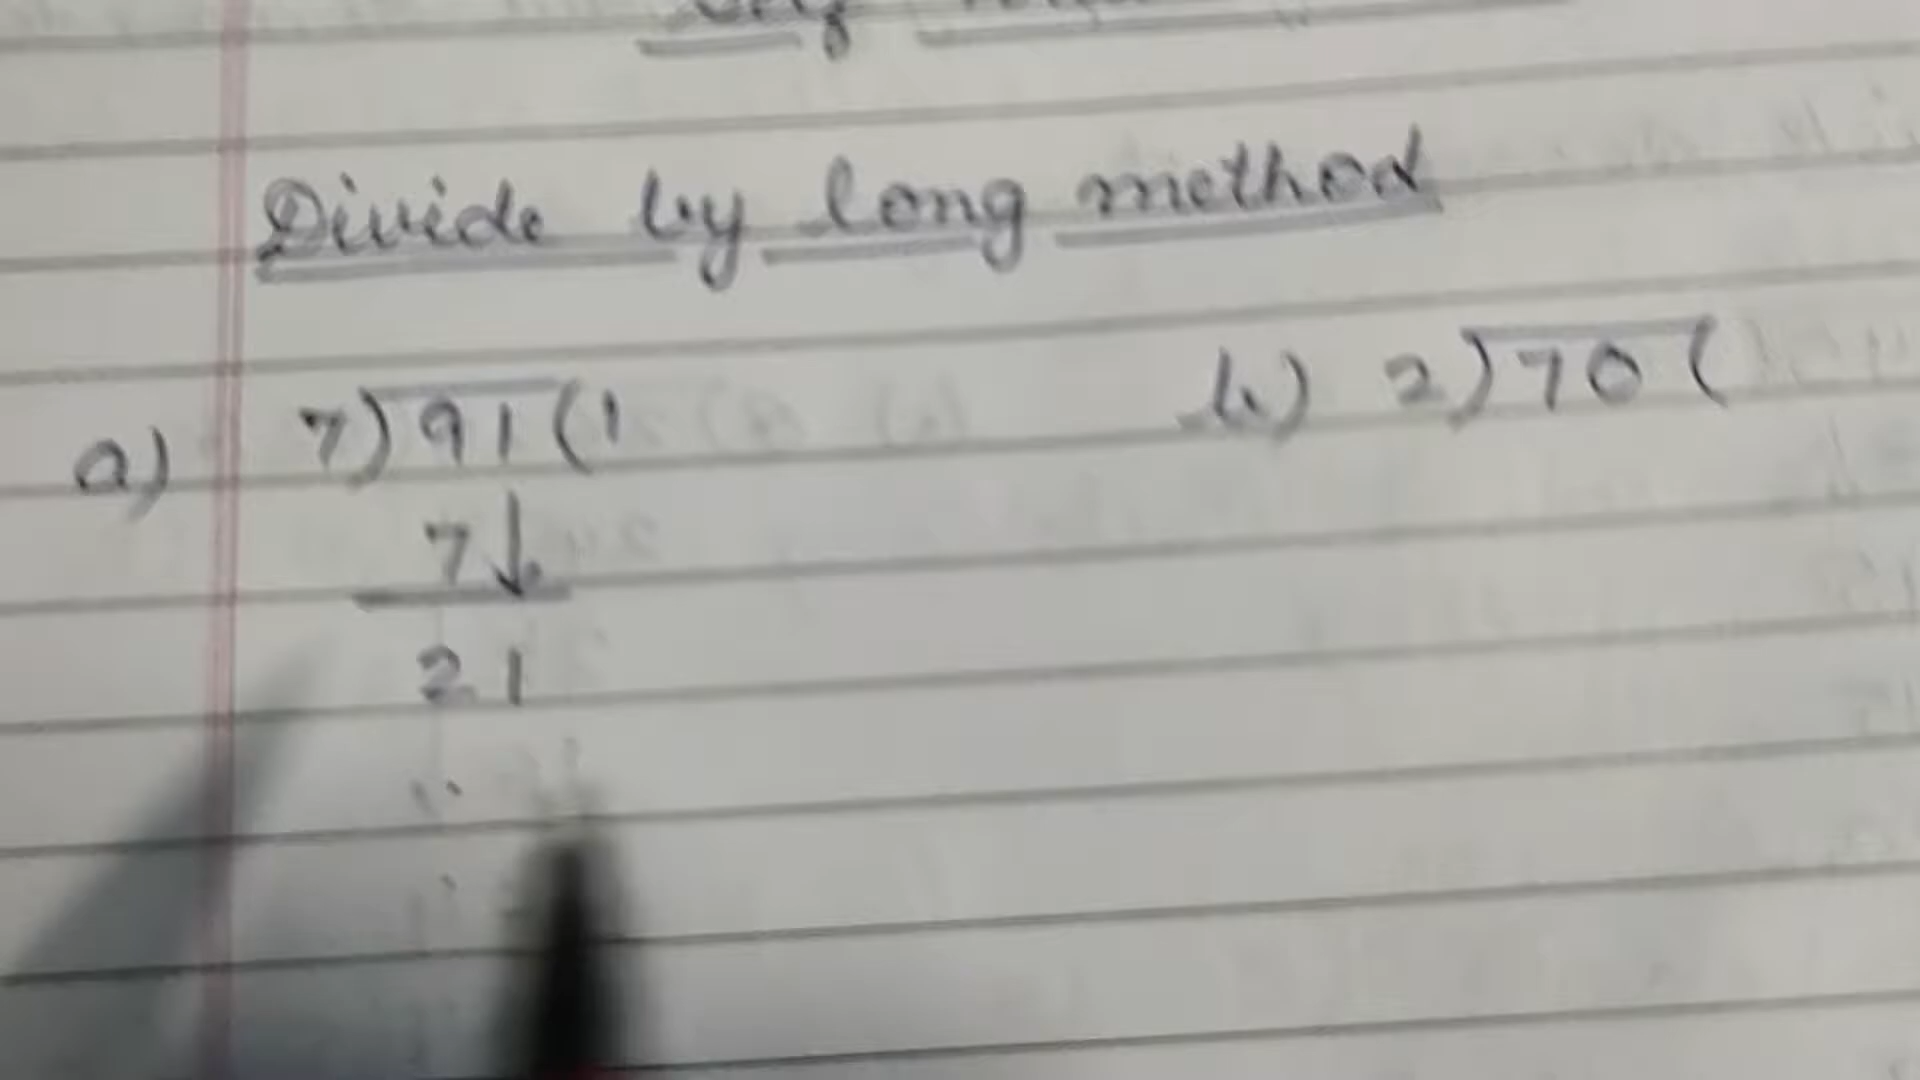 Divide by long method
a) 7)91(1 b) 2)70(
7↓
21